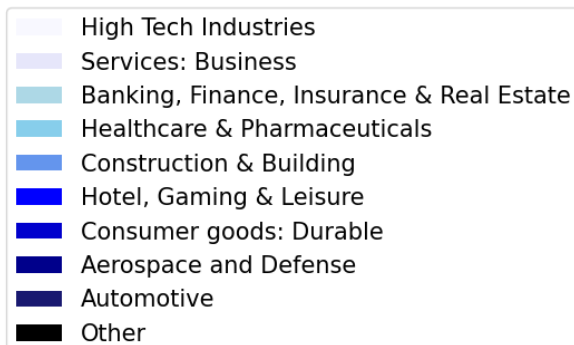 High Tech Industries
Services: Business
Banking, Finance, Insurance & Real Estate
Healthcare & Pharmaceuticals
Construction & Building
Hotel, Gaming & Leisure
Consumer goods: Durable
Aerospace and Defense
Automotive
Other